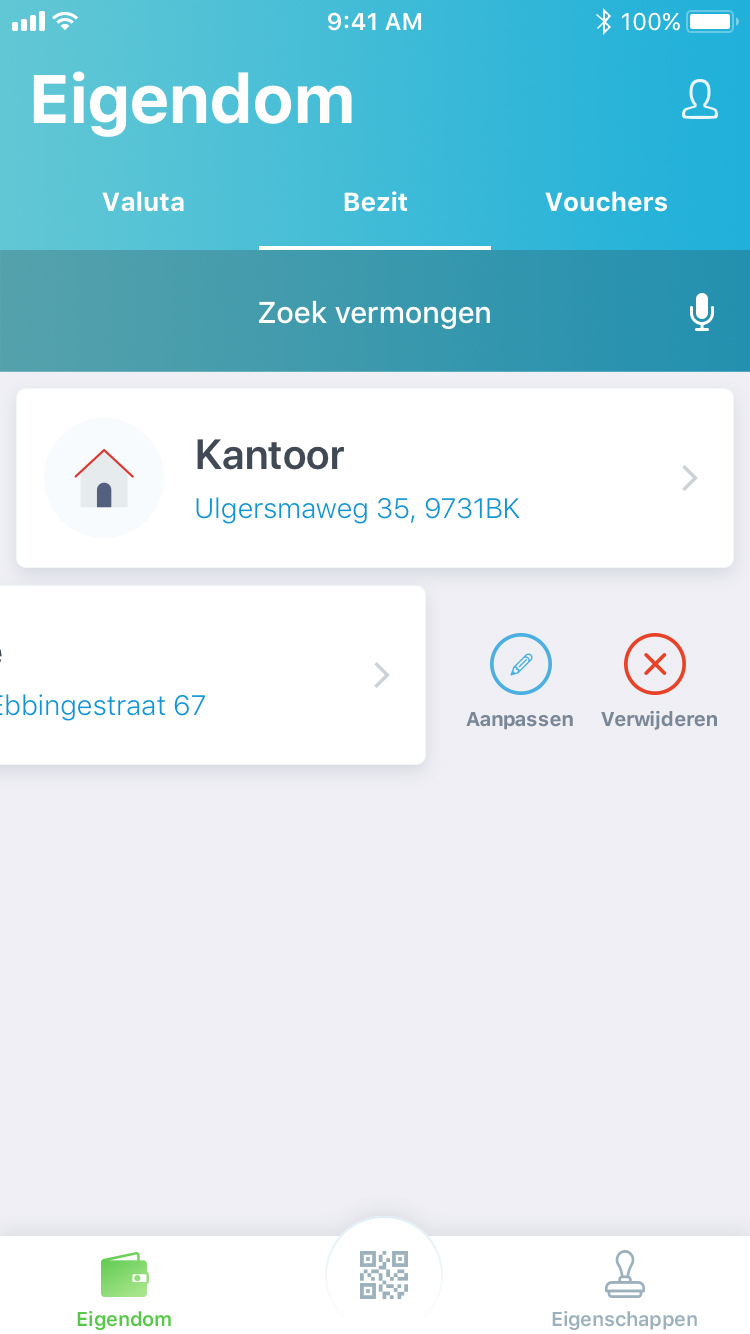 9:41 AM
100%
Eigendom
Valuta
Bezit
Vouchers
Zoek vermongen
Kantoor
Ulgersmaweg 35, 9731BK
e
Ebbingestraat 67
Aanpassen
Verwijderen
Eigendom
Eigenschappen